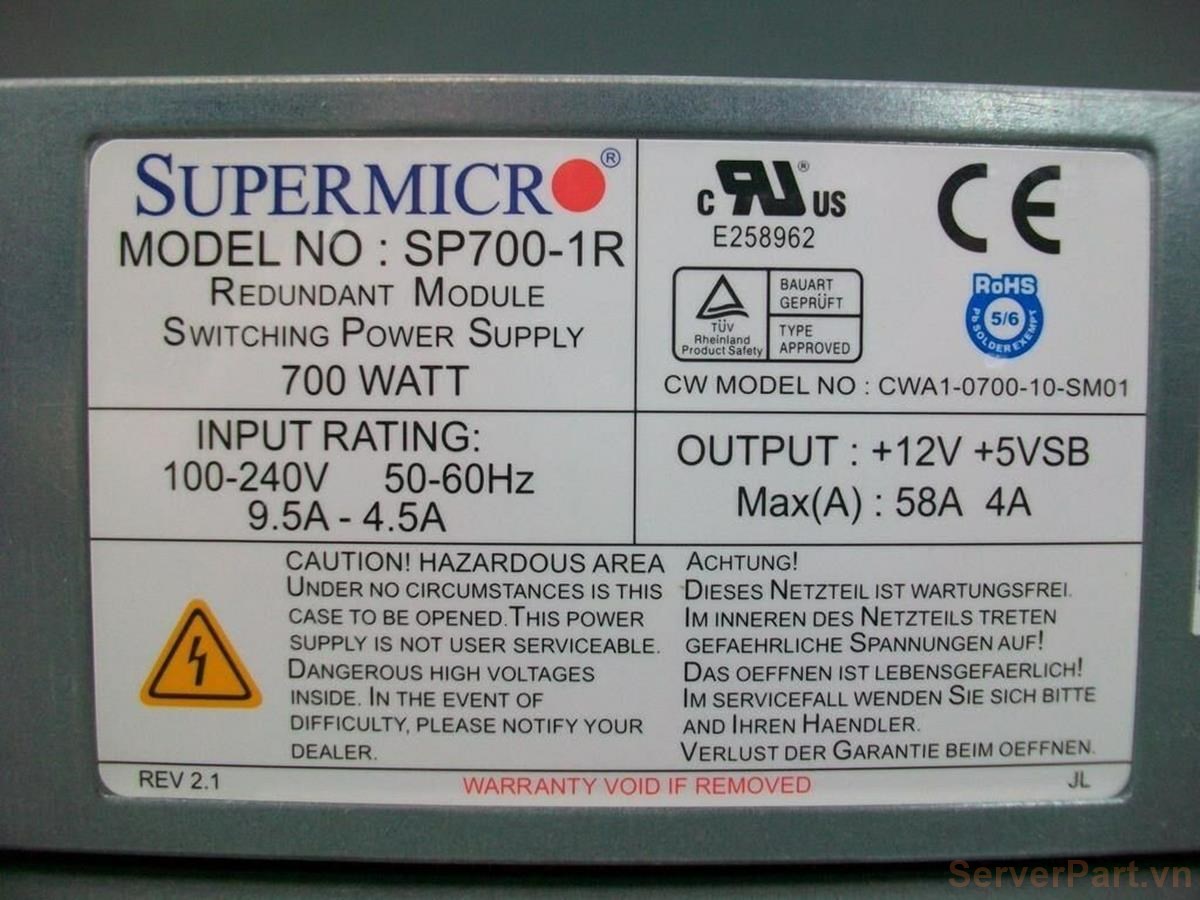 SUPERMICRO®
MODEL NO : SP700-1R
REDUNDANT MODULE
SWITCHING POWER SUPPLY
700 WATT
c RU ® US
E258962
CE
TÜV
Rheinland
Product Safety
BAUART
GEPRÜFT
TYPE
APPROVED
RoHS
5/6
Pb SOLDER EXEMPT
CW MODEL NO : CWA1-0700-10-SM01
INPUT RATING:
100-240V 50-60Hz
9.5A - 4.5A
OUTPUT : +12V +5VSB
Max(A) : 58A 4A
CAUTION! HAZARDOUS AREA
UNDER NO CIRCUMSTANCES IS THIS
CASE TO BE OPENED. THIS POWER
SUPPLY IS NOT USER SERVICEABLE.
DANGEROUS HIGH VOLTAGES
INSIDE. IN THE EVENT OF
DIFFICULTY, PLEASE NOTIFY YOUR
DEALER.
ACHTUNG!
DIESES NETZTEIL IST WARTUNGSFREI.
IM INNEREN DES NETZTEILS TRETEN
GEFAEHRLICHE SPANNUNGEN AUF!
DAS OEFFNEN IST LEBENSGEFAERLICH!
IM SERVICEFALL WENDEN SIE SICH BITTE
AND IHREN HAENDLER.
VERLUST DER GARANTIE BEIM OEFFNEN.
REV 2.1
WARRANTY VOID IF REMOVED
JL
ServerPart.vn